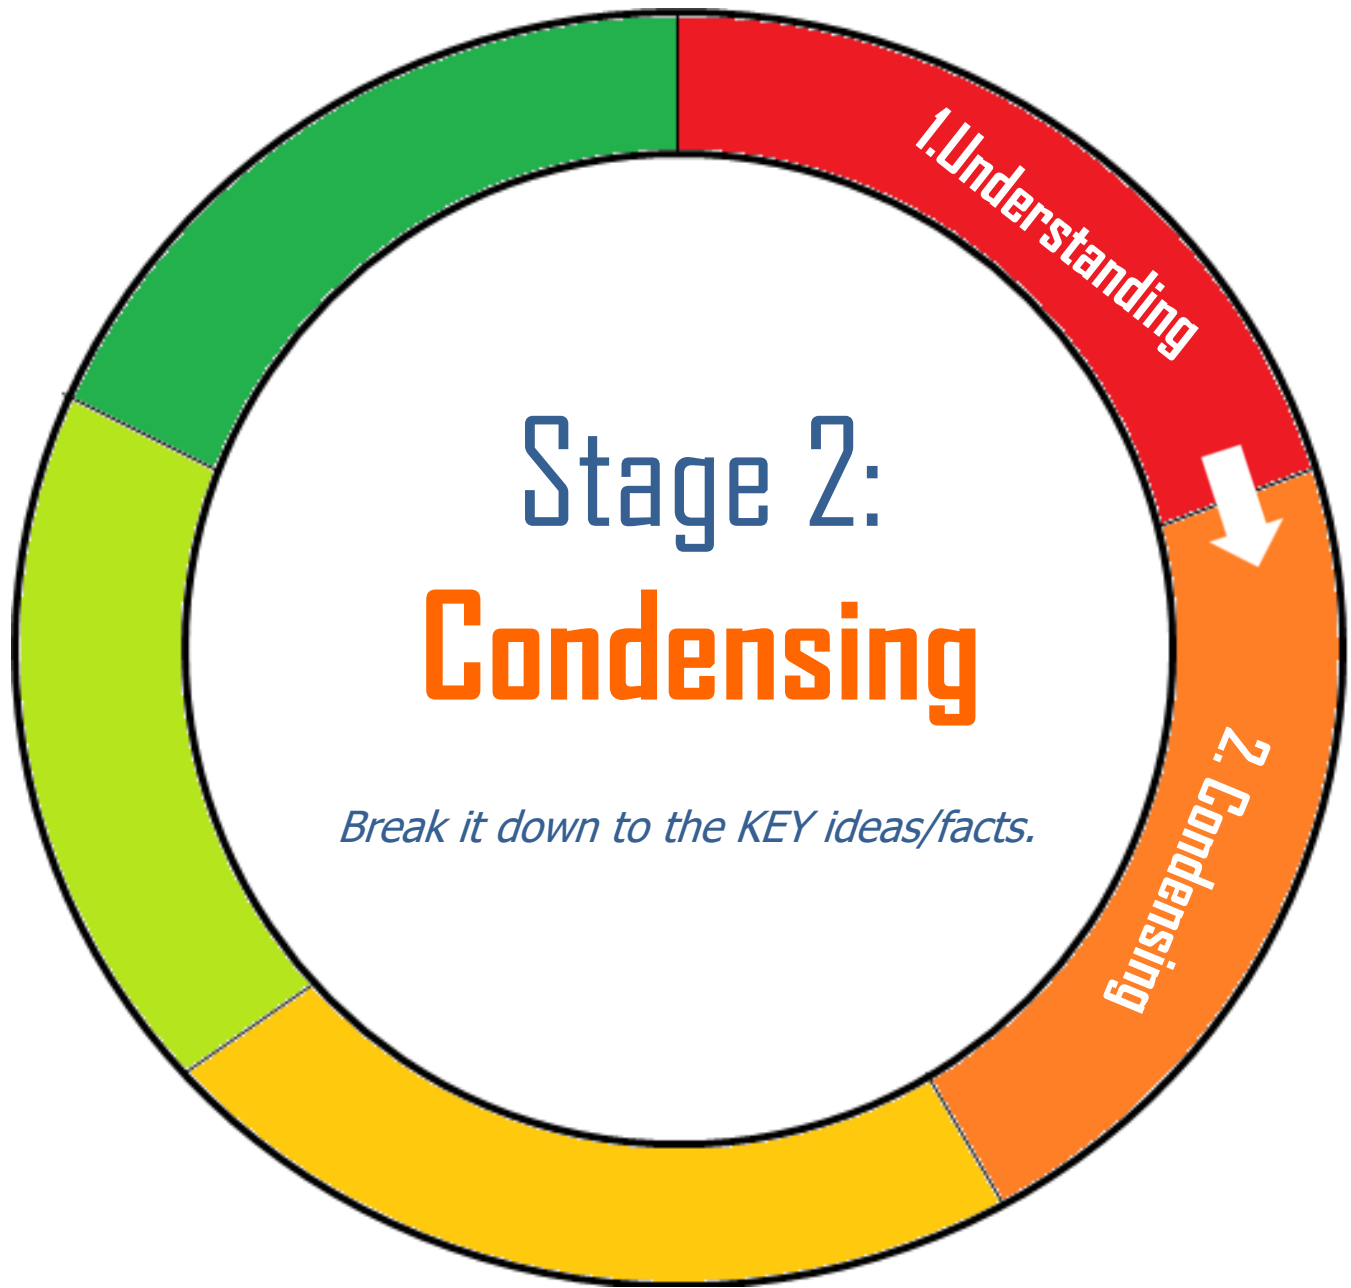 1.Understanding
Stage 2:
Condensing
2. Condensing
Break it down to the KEY ideas/facts.